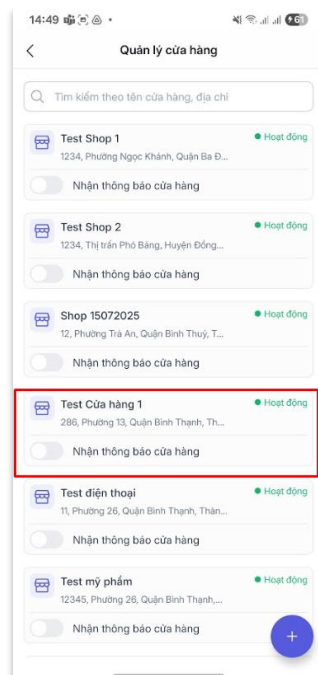 14:49
Quản lý cửa hàng
Tìm kiếm theo tên cửa hàng, địa chỉ
Test Shop 1
Hoạt động
1234, Phường Ngọc Khánh, Quận Ba Đ...
Nhận thông báo cửa hàng
Test Shop 2
Hoạt động
1234, Thị trấn Phó Bảng, Huyện Đồng...
Nhận thông báo cửa hàng
Shop 15072025
Hoạt động
12, Phường Trà An, Quận Bình Thuỷ, T...
Nhận thông báo cửa hàng
Test Cửa hàng 1
Hoạt động
286, Phường 13, Quận Bình Thạnh, Th...
Nhận thông báo cửa hàng
Test điện thoại
Hoạt động
11, Phường 26, Quận Bình Thạnh, Thàn...
Nhận thông báo cửa hàng
Test mỹ phẩm
Hoạt động
12345, Phường 26, Quận Bình Thạnh,...
Nhận thông báo cửa hàng
+